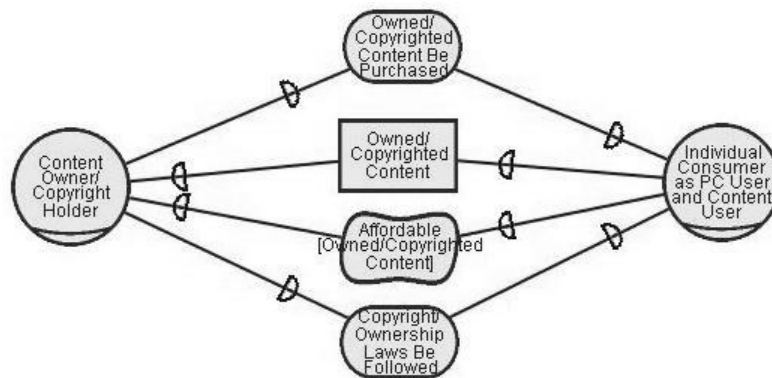 Owned/
Copyrighted
Content Be
Purchased
Content
Owner/
Copyright
Holder
Owned/
Copyrighted
Content
Individual
Consumer
as PC User
and Content
User
Affordable
[Owned/Copyrighted
Content]
Copyright/
Ownership
Laws Be
Followed